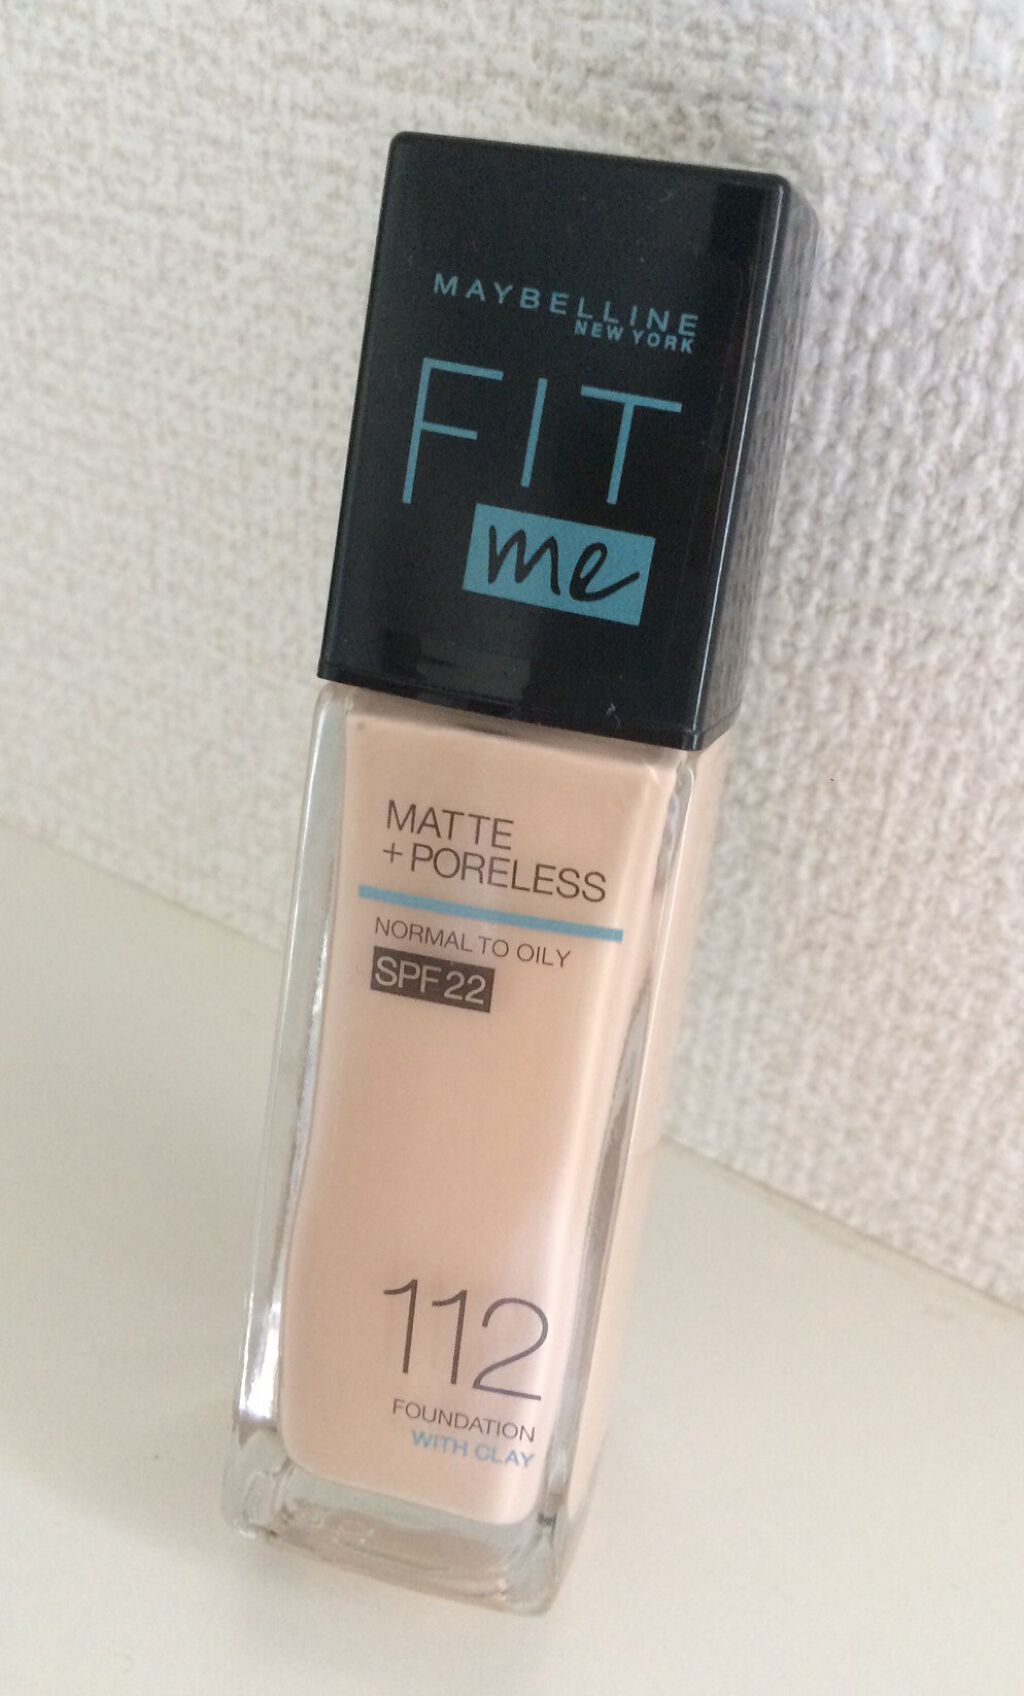 MAYBELLINE
NEW YORK
FIT
me
MATTE
+PORELESS
NORMAL TO OILY
SPF 22
112
FOUNDATION
WITH CLAY